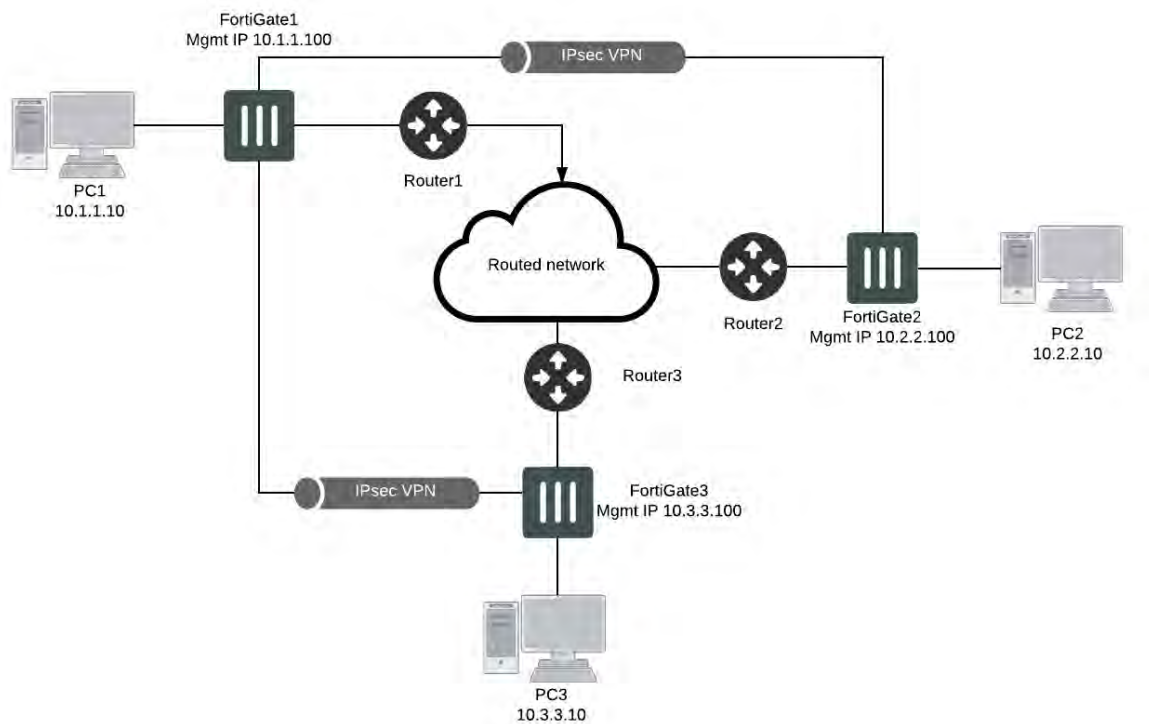 FortiGate1
Mgmt IP 10.1.1.100
IPsec VPN
PC1
10.1.1.10
Router1
Routed network
Router2
FortiGate2
Mgmt IP 10.2.2.100
PC2
10.2.2.10
Router3
IPsec VPN
FortiGate3
Mgmt IP 10.3.3.100
PC3
10.3.3.10